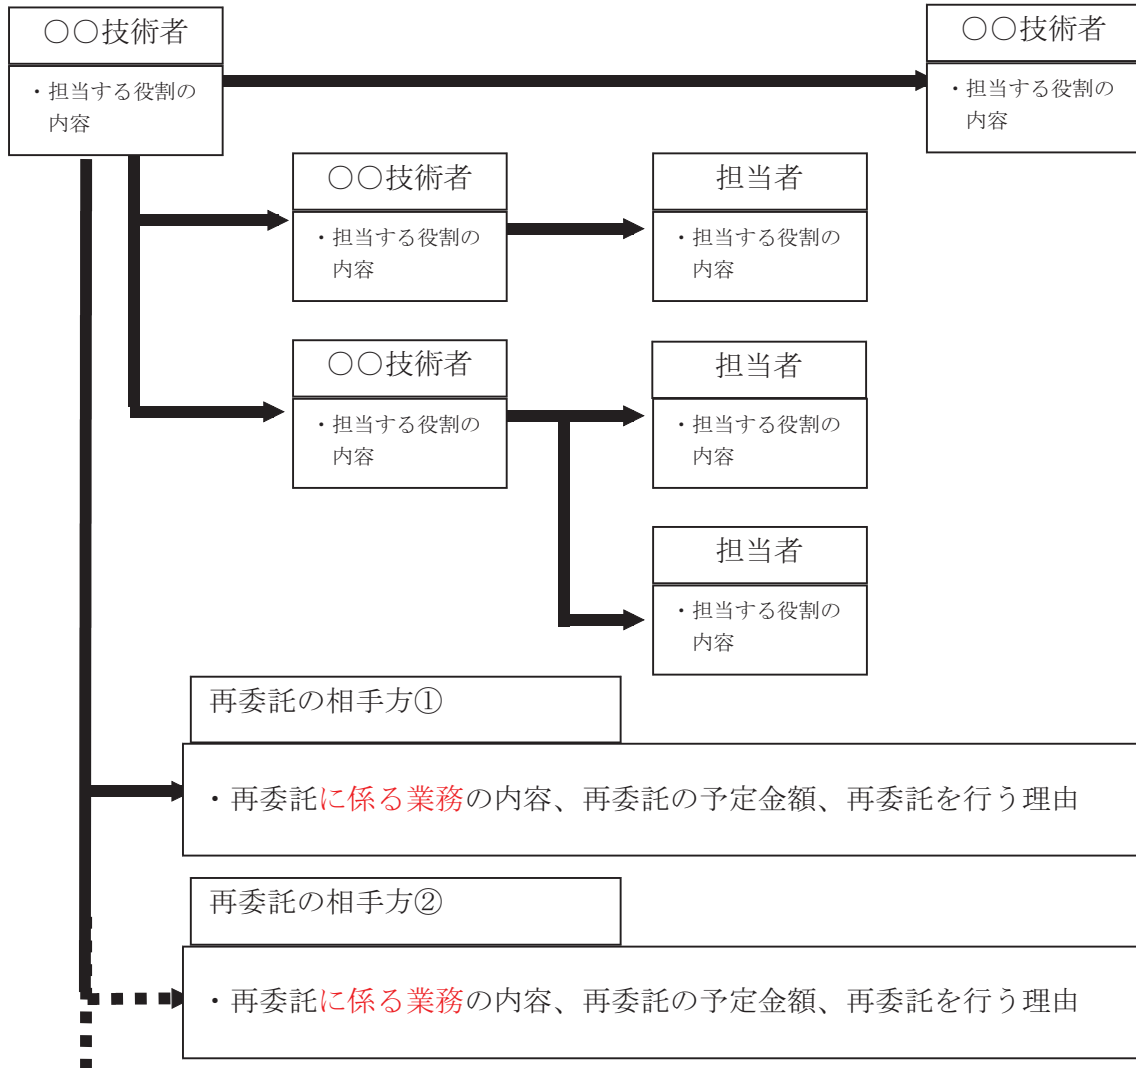 〇〇技術者
・担当する役割の
内容
〇〇技術者
・担当する役割の
内容
〇〇技術者
・担当する役割の
内容
担当者
・担当する役割の
内容
〇〇技術者
・担当する役割の
内容
担当者
・担当する役割の
内容
担当者
・担当する役割の
内容
再委託の相手方①
・再委託に係る業務の内容、再委託の予定金額、再委託を行う理由
再委託の相手方②
・再委託に係る業務の内容、再委託の予定金額、再委託を行う理由